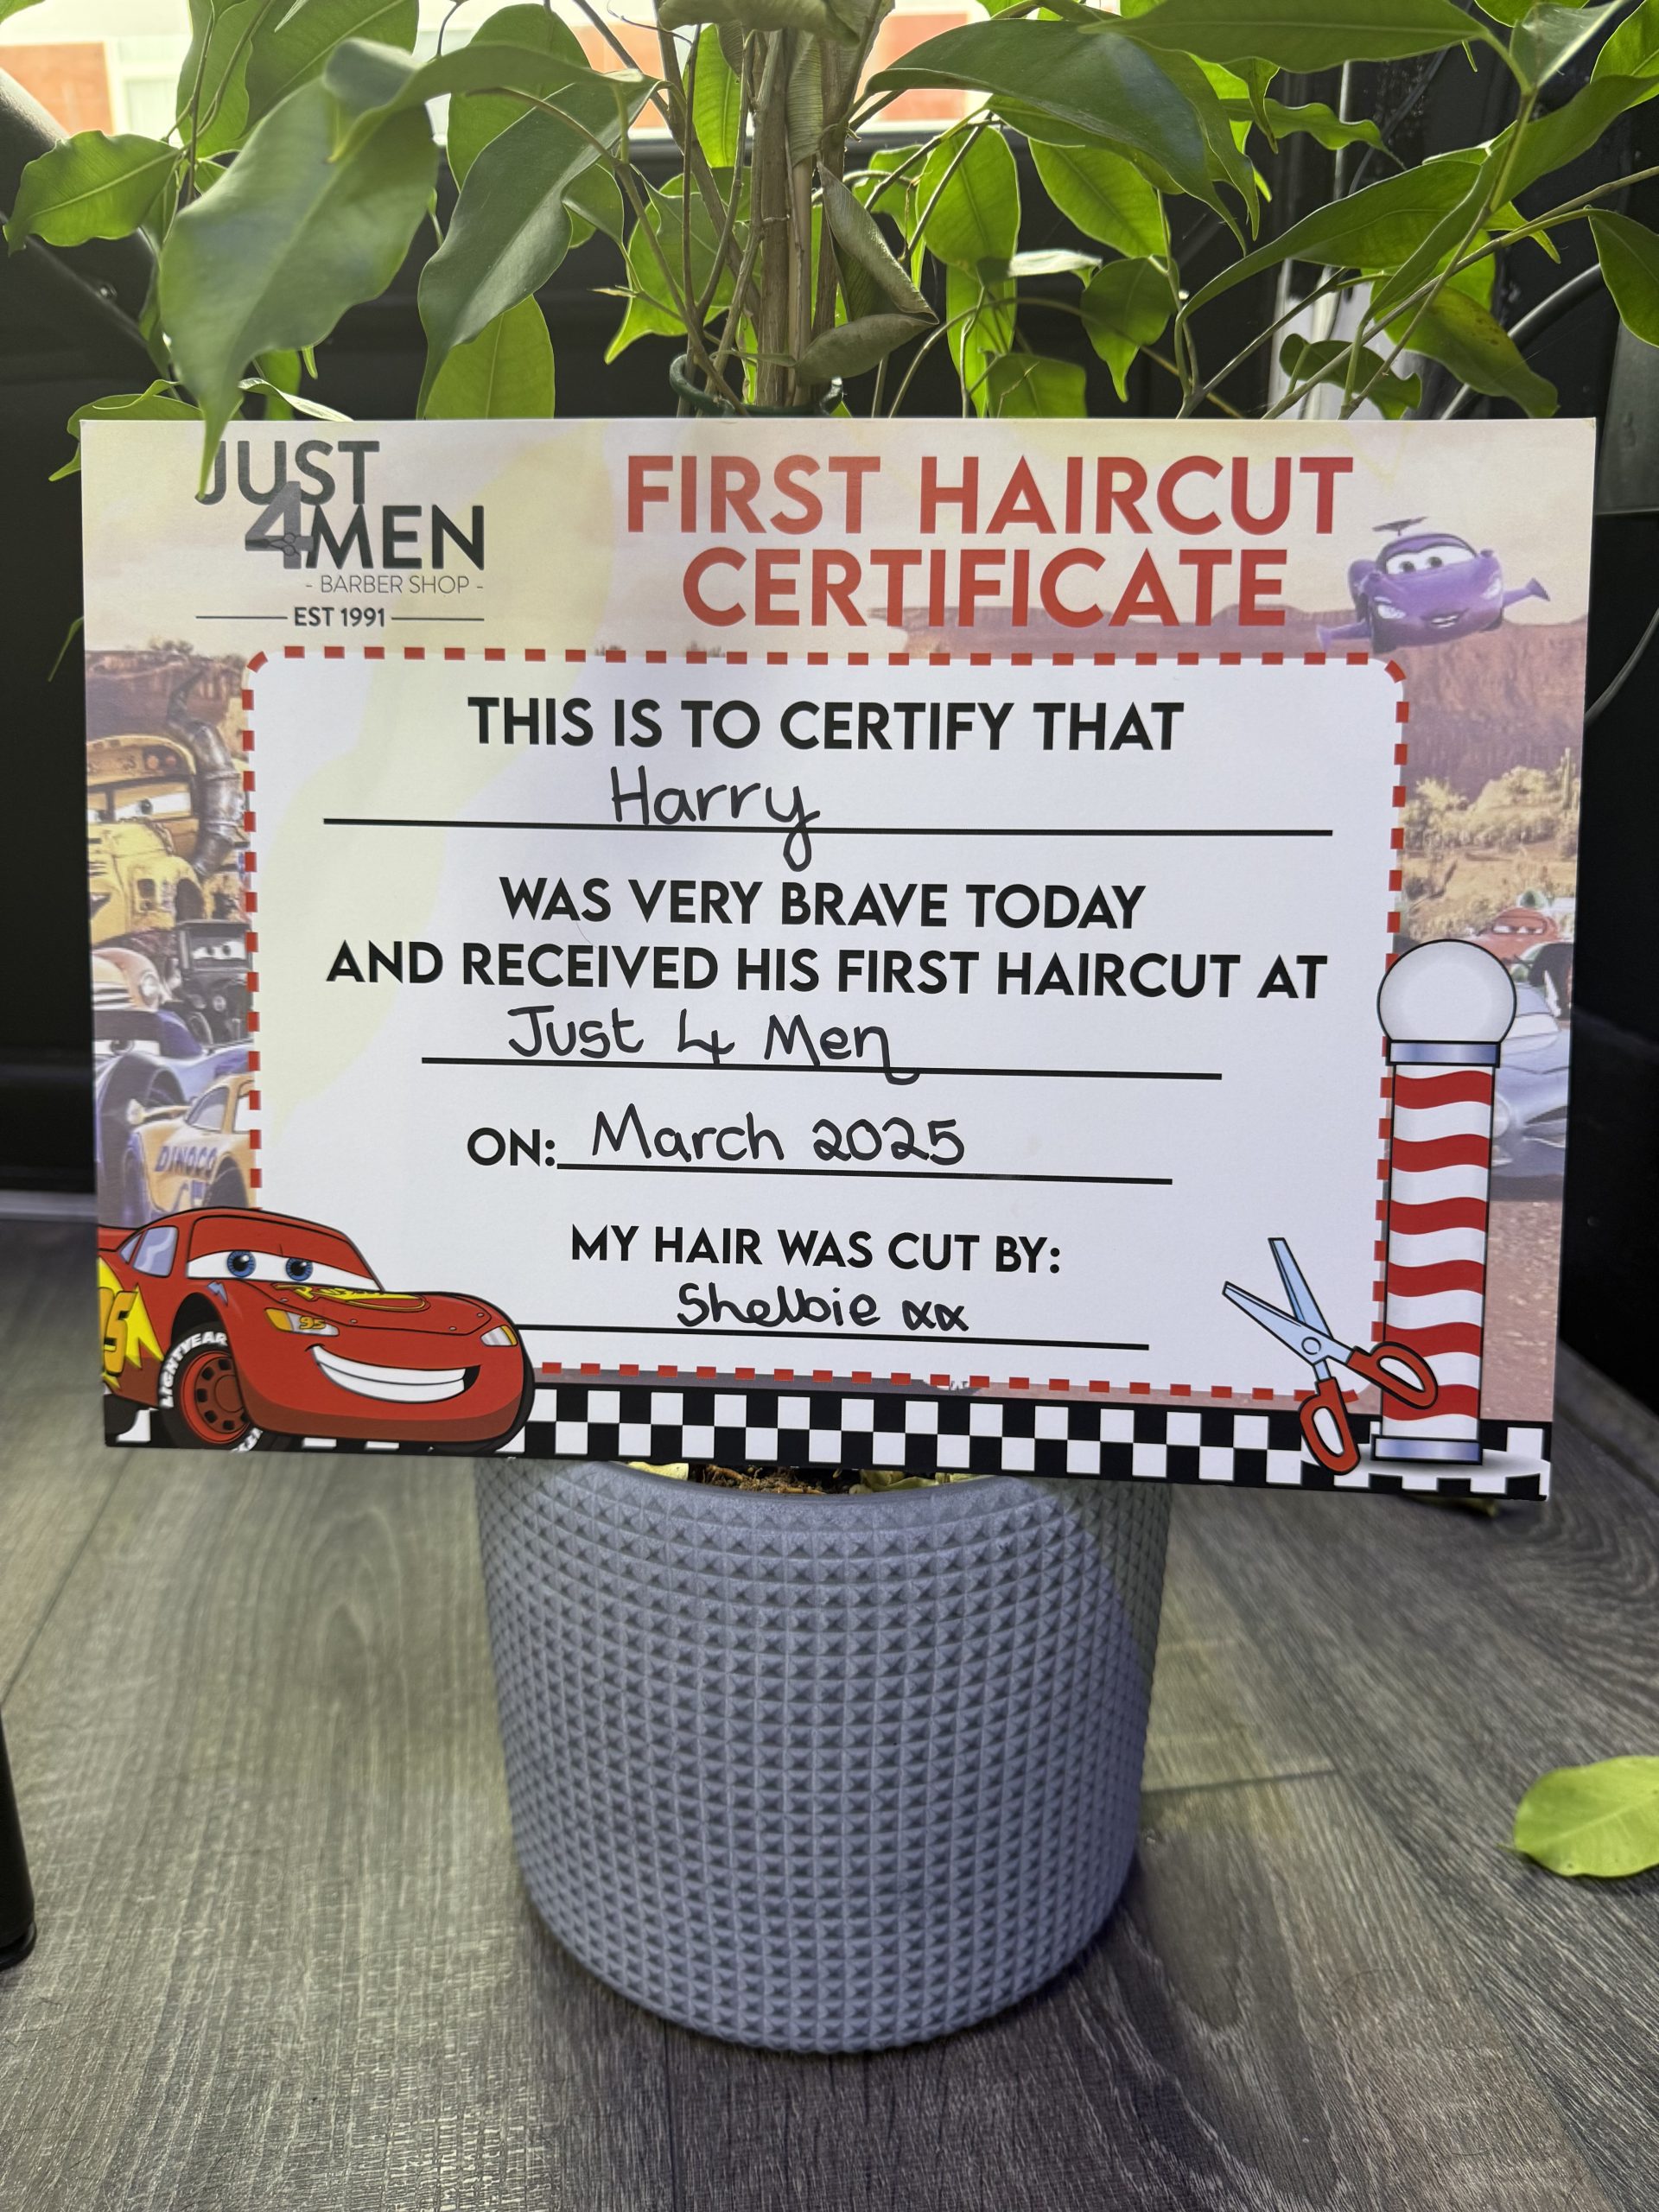 JUST
4MEN
- BARBER SHOP -
EST 1991
FIRST HAIRCUT
CERTIFICATE
THIS IS TO CERTIFY THAT
Harry
WAS VERY BRAVE TODAY
AND RECEIVED HIS FIRST HAIRCUT AT
Just 4 Men
ON: March 2025
MY HAIR WAS CUT BY:
Shelbie xx
DINOCO
95
LIGHTYEAR
95